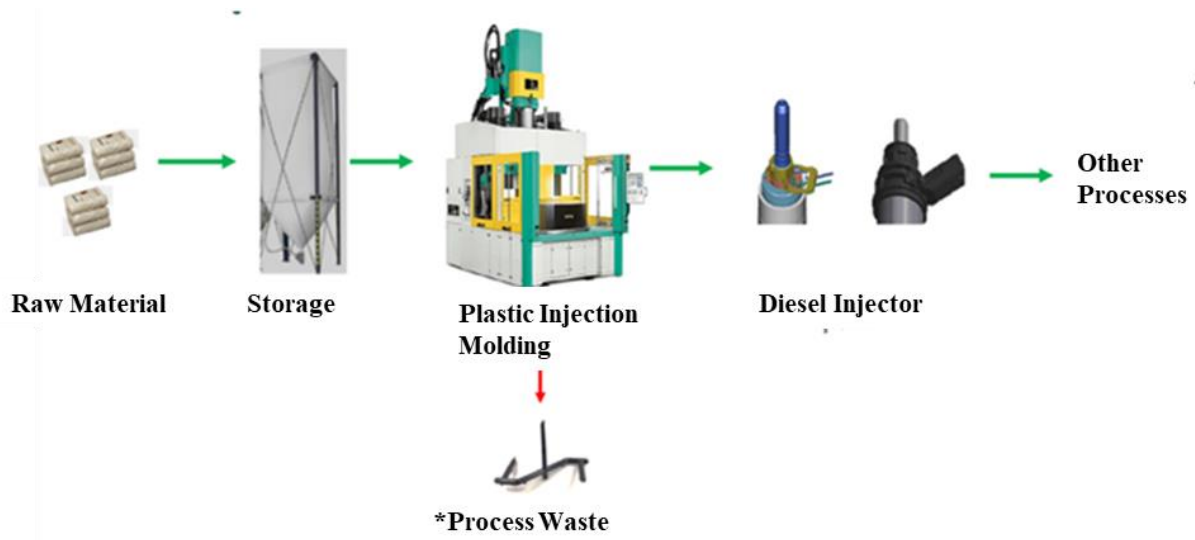 Other
Processes
Raw Material
Storage
Plastic Injection
Molding
Diesel Injector
*Process Waste